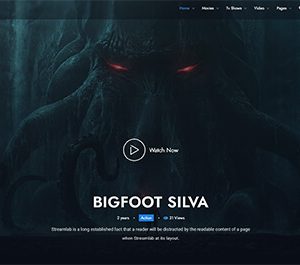 Home Movies Tv Shows Video Pages
Watch Now
BIGFOOT SILVA
2 years Action 21 Views
Streamlab is a long established fact that a reader will be distracted by the readable content of a page
when Streamlab at its layout.